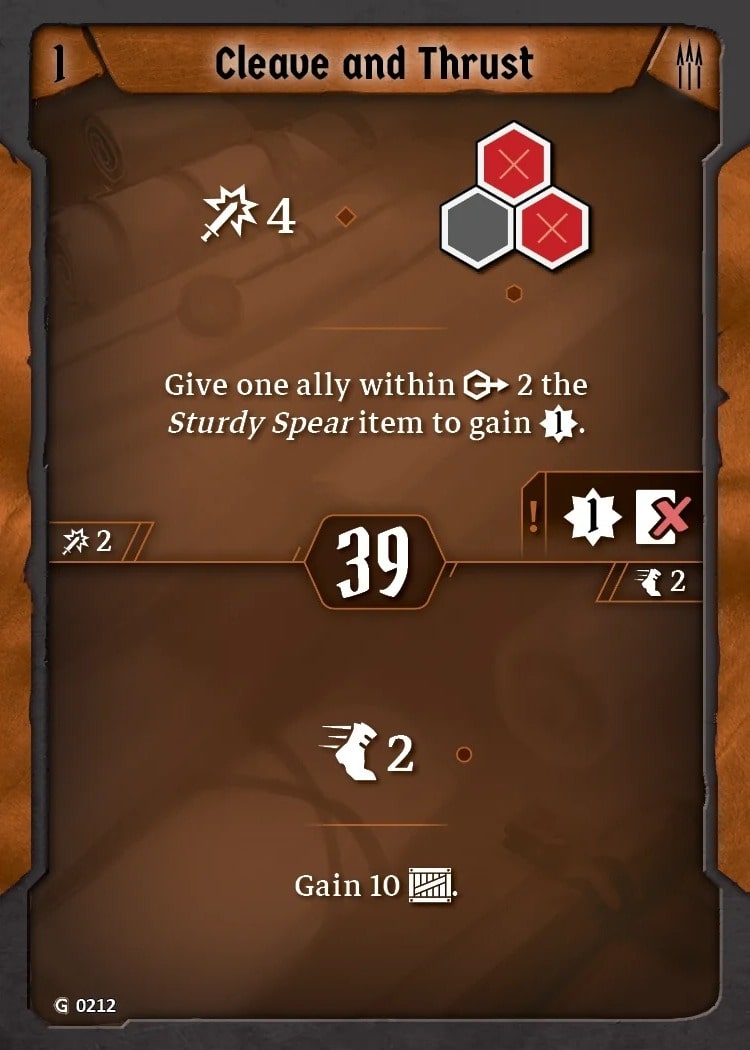 1
Cleave and Thrust
4
Give one ally within 2 the
Sturdy Spear item to gain 1.
! 1
2
39
2
2
Gain 10 .
G 0212